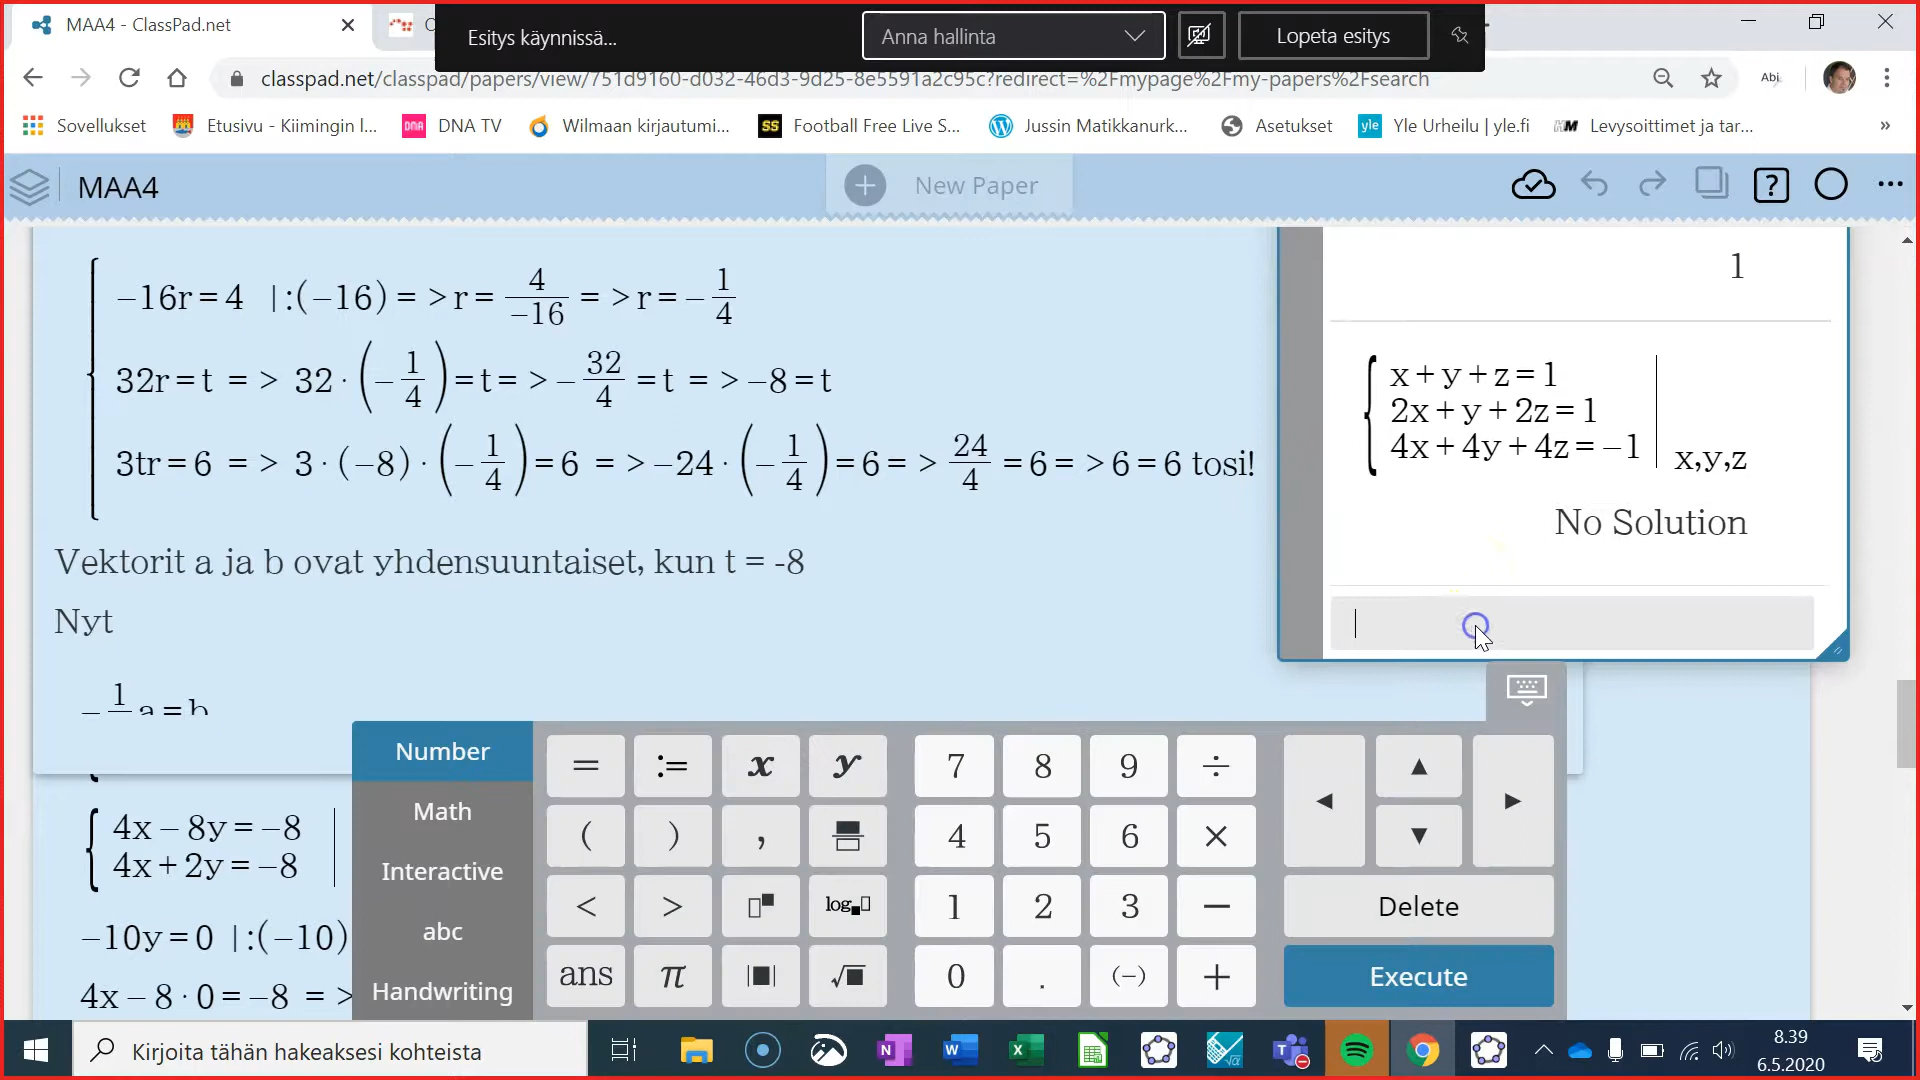 MAA4 - ClassPad.net
Esitys käynnissä...
Anna hallinta
Lopeta esitys
classpad.net/classpad/papers/view/751d9160-d032-46d3-9d25-8e5591a2c95c?redirect=%2Fmypage%2Fmy-papers%2Fsearch
Abi
Sovellukset
Etusivu - Kiimingin l...
DNA TV
Wilmaan kirjautumi...
Football Free Live S...
Jussin Matikkanurk...
Asetukset
Yle Urheilu | yle.fi
Levysoittimet ja tar...
»
MAA4
New Paper
−16r=4 |:(−16)=>r=4/−16=>r=−1/4
32r=t => 32·(−1/4)=t=>−32/4=t =>−8=t
3tr=6 => 3·(−8)·(−1/4)=6 =>−24·(−1/4)=6=>24/4=6=>6=6 tosi!
Vektorit a ja b ovat yhdensuuntaiset, kun t = -8
Nyt
−1/ a=b
4x−8y=−8
4x+2y=−8
−10y=0 |:(−10)
4x−8·0=−8 =>
1
x+y+z=1
2x+y+2z=1
4x+4y+4z=−1
x,y,z
No Solution
Number
Math
Interactive
abc
Handwriting
= := x y 7 8 9 ÷
( ) , 4 5 6 ×
< > log 1 2 3 −
ans π √ 0 . (−) +
◀ ▲ ▼ ▶
Delete
Execute
Kirjoita tähän hakeaksesi kohteista
8.39
6.5.2020